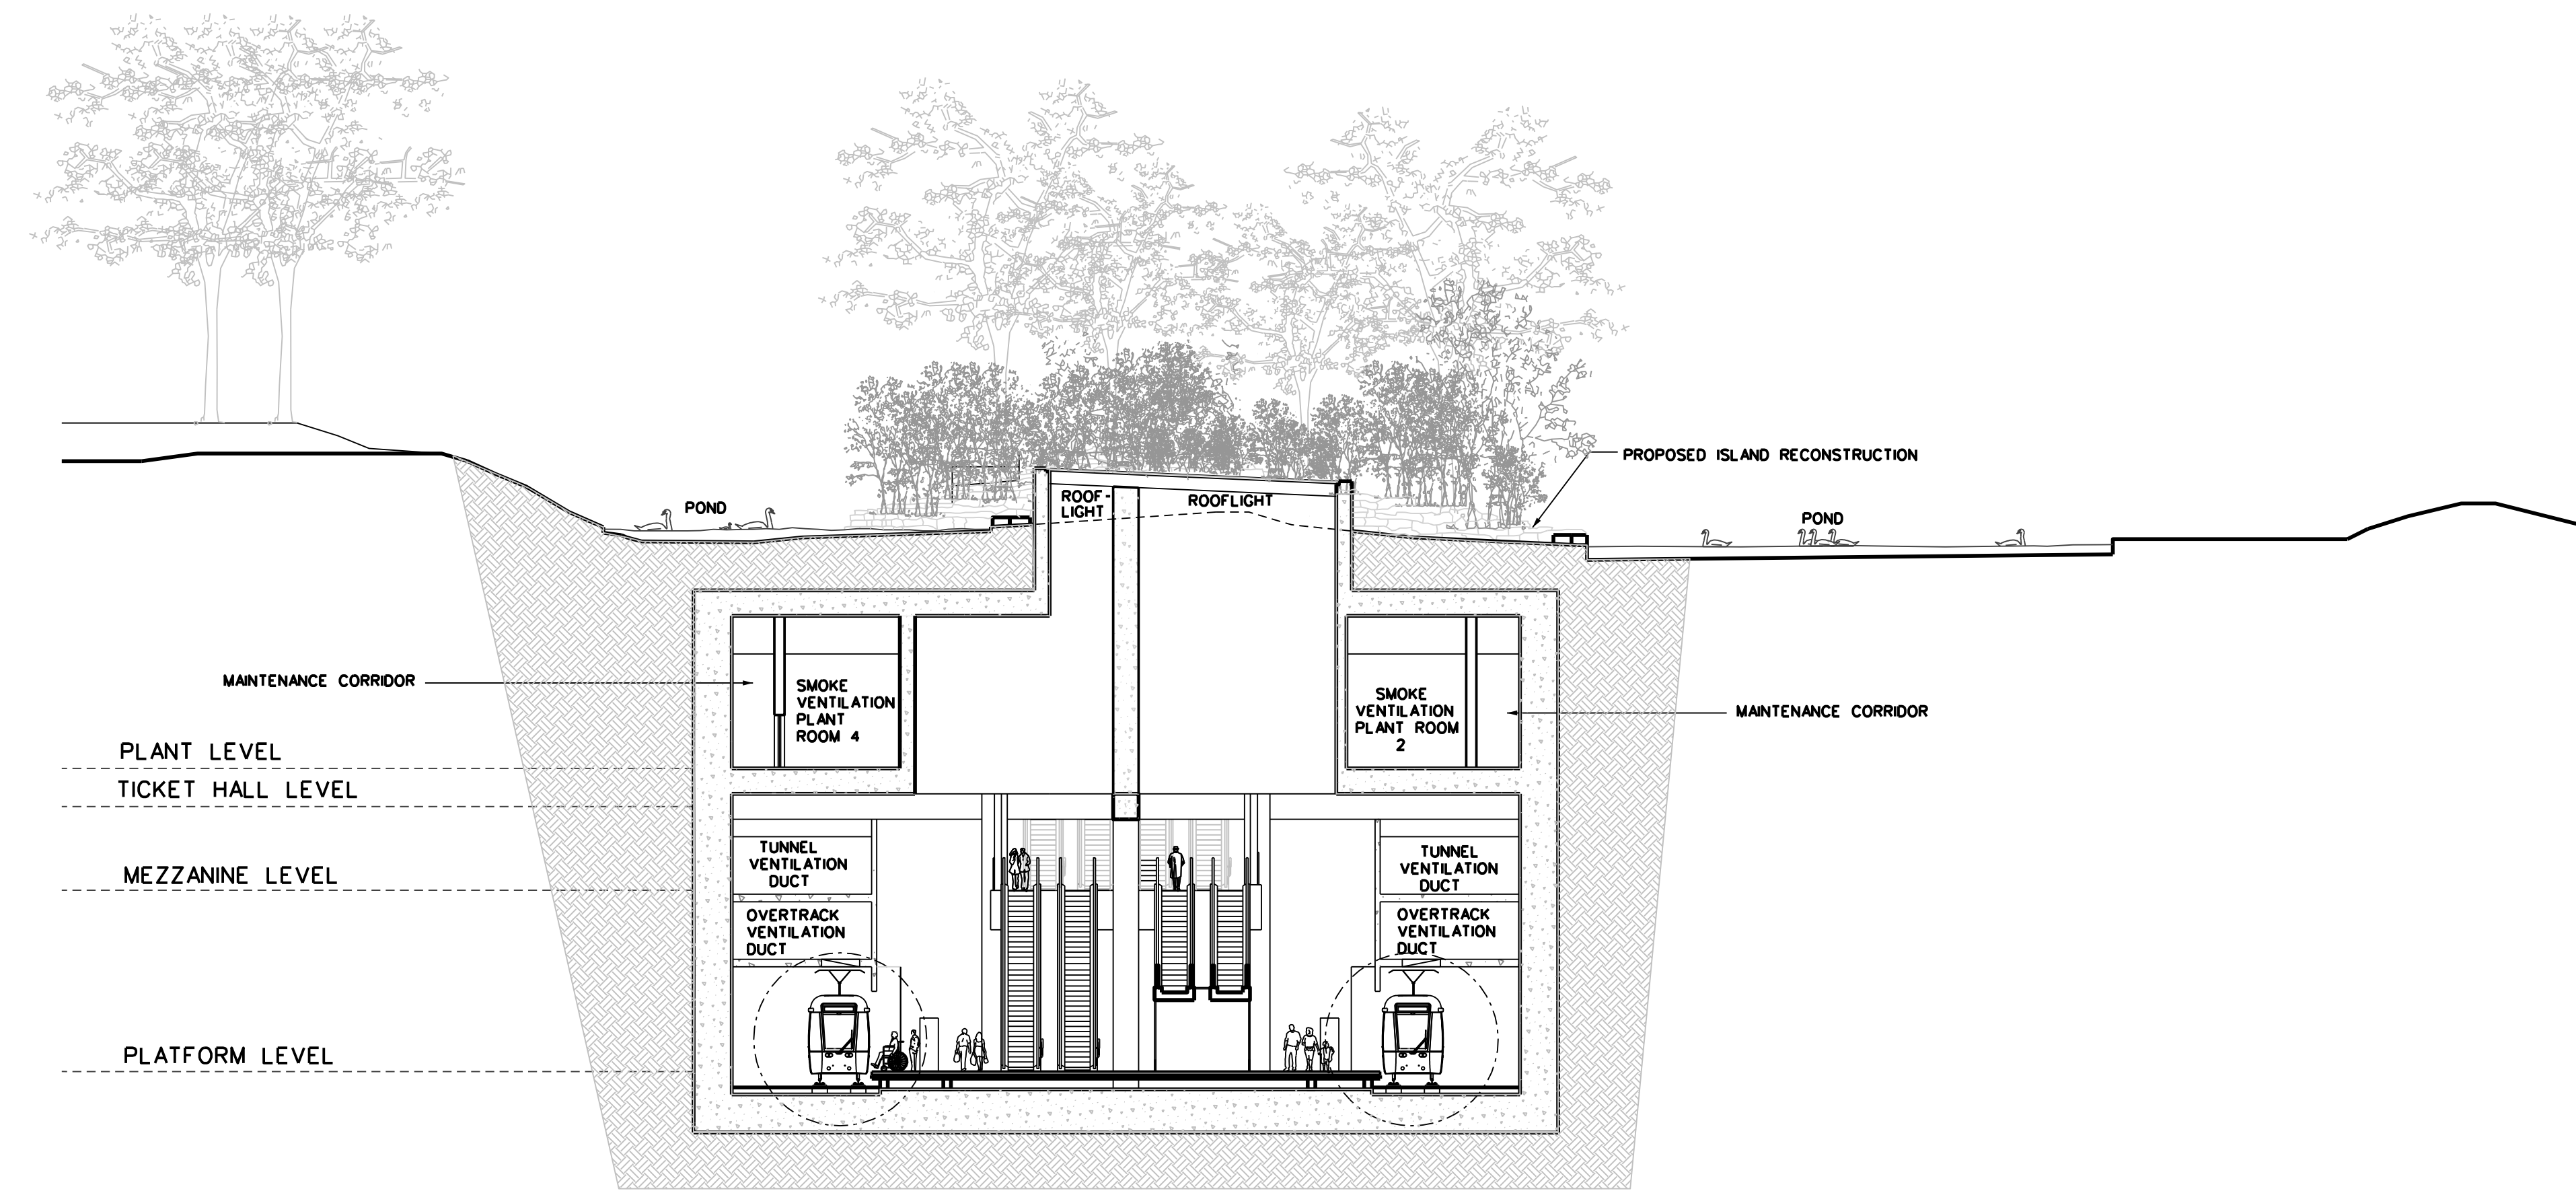 PROPOSED ISLAND RECONSTRUCTION
ROOF-
LIGHT
ROOFLIGHT
POND
POND
MAINTENANCE CORRIDOR
SMOKE
VENTILATION
PLANT
ROOM 4
SMOKE
VENTILATION
PLANT ROOM
2
MAINTENANCE CORRIDOR
PLANT LEVEL
TICKET HALL LEVEL
TUNNEL
VENTILATION
DUCT
TUNNEL
VENTILATION
DUCT
MEZZANINE LEVEL
OVERTRACK
VENTILATION
DUCT
OVERTRACK
VENTILATION
DUCT
PLATFORM LEVEL